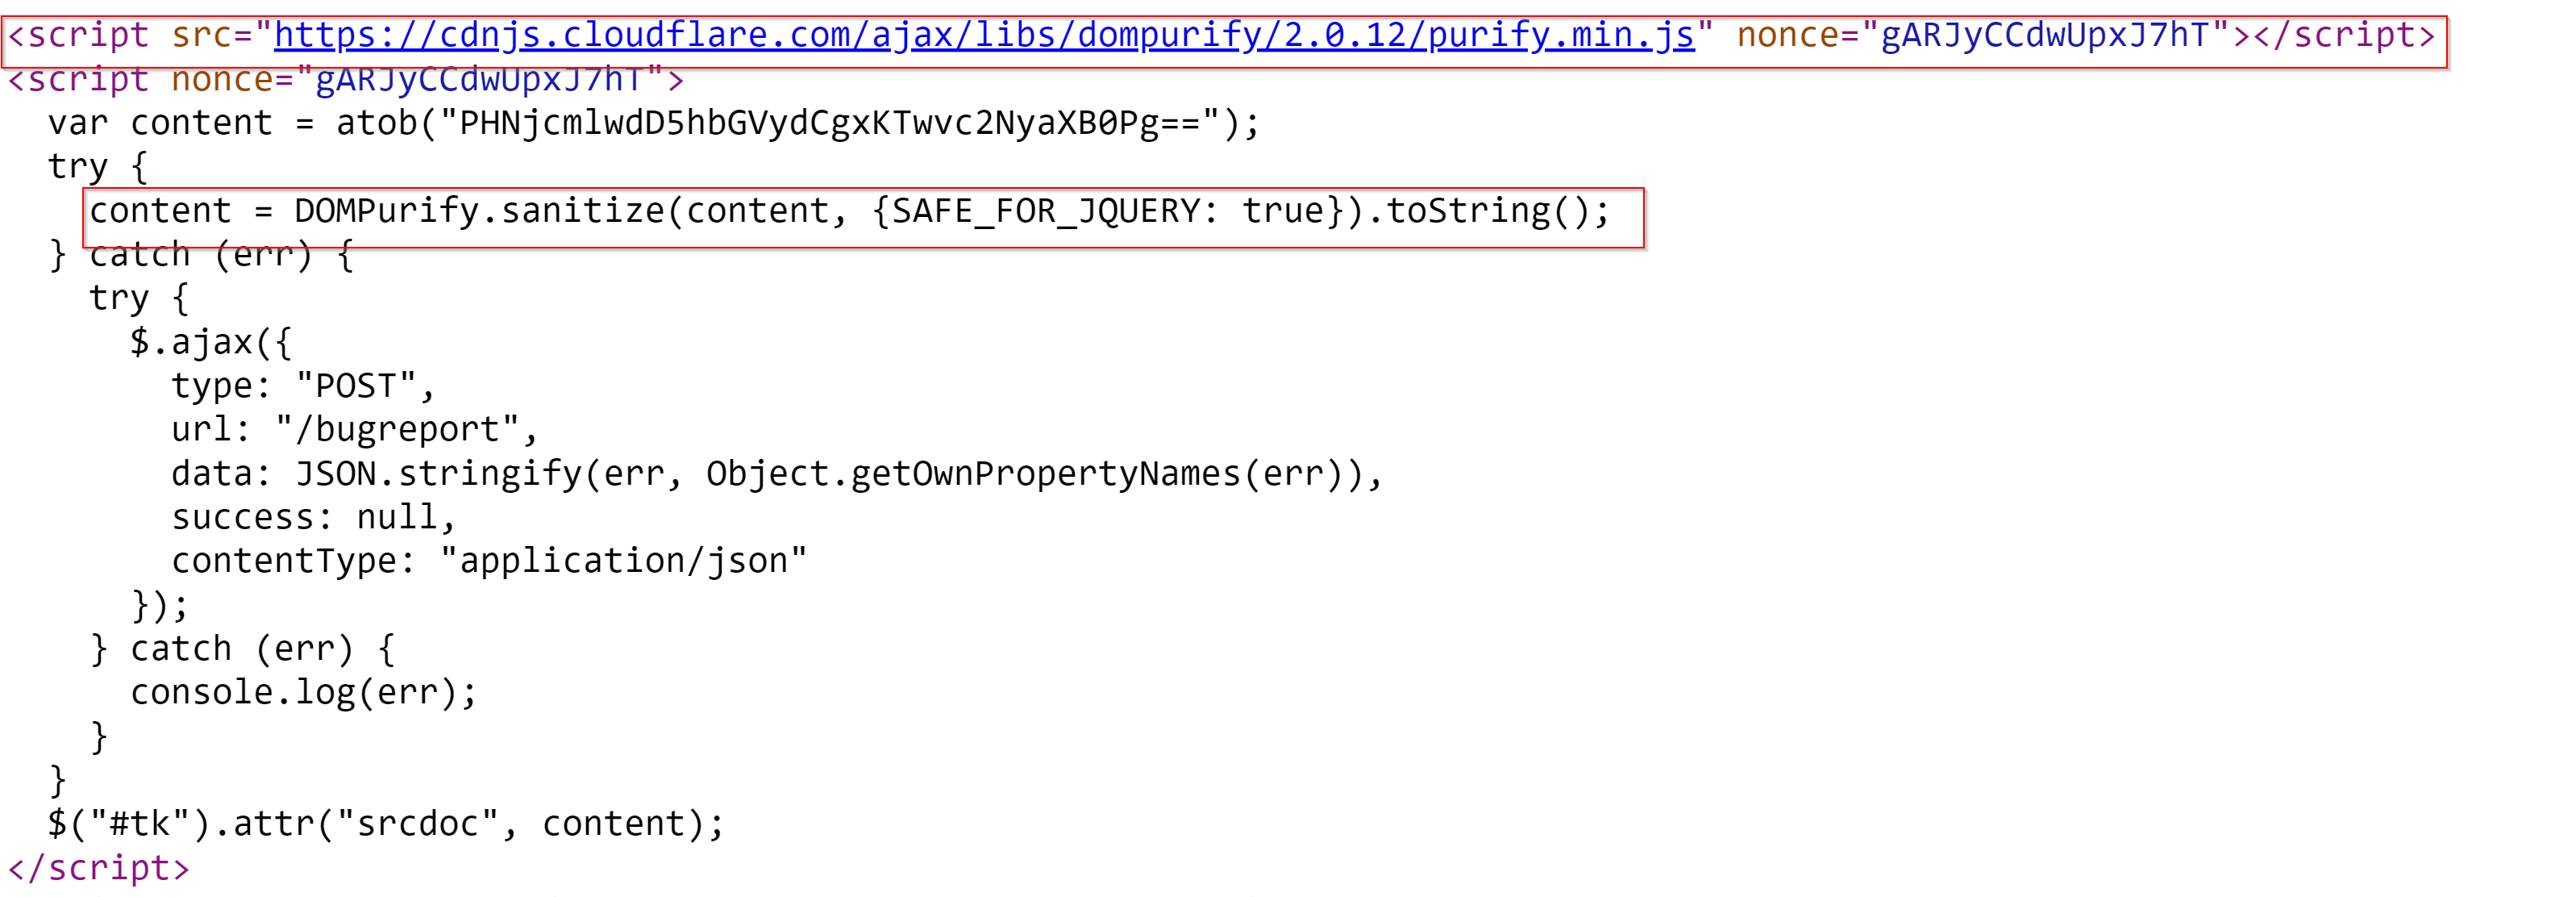 <script src="https://cdnjs.cloudflare.com/ajax/libs/dompurify/2.0.12/purify.min.js" nonce="gARJyCCdwUpxJ7hT"></script>
<script nonce="gARJyCCdwUpxJ7hT">
  var content = atob("PHNjcmlwdD5hbGVydCgxKTwvc2NyaXB0Pg==");
  try {
    content = DOMPurify.sanitize(content, {SAFE_FOR_JQUERY: true}).toString();
  } catch (err) {
    try {
      $.ajax({
        type: "POST",
        url: "/bugreport",
        data: JSON.stringify(err, Object.getOwnPropertyNames(err)),
        success: null,
        contentType: "application/json"
      });
    } catch (err) {
      console.log(err);
    }
  }
  $("#tk").attr("srcdoc", content);
</script>